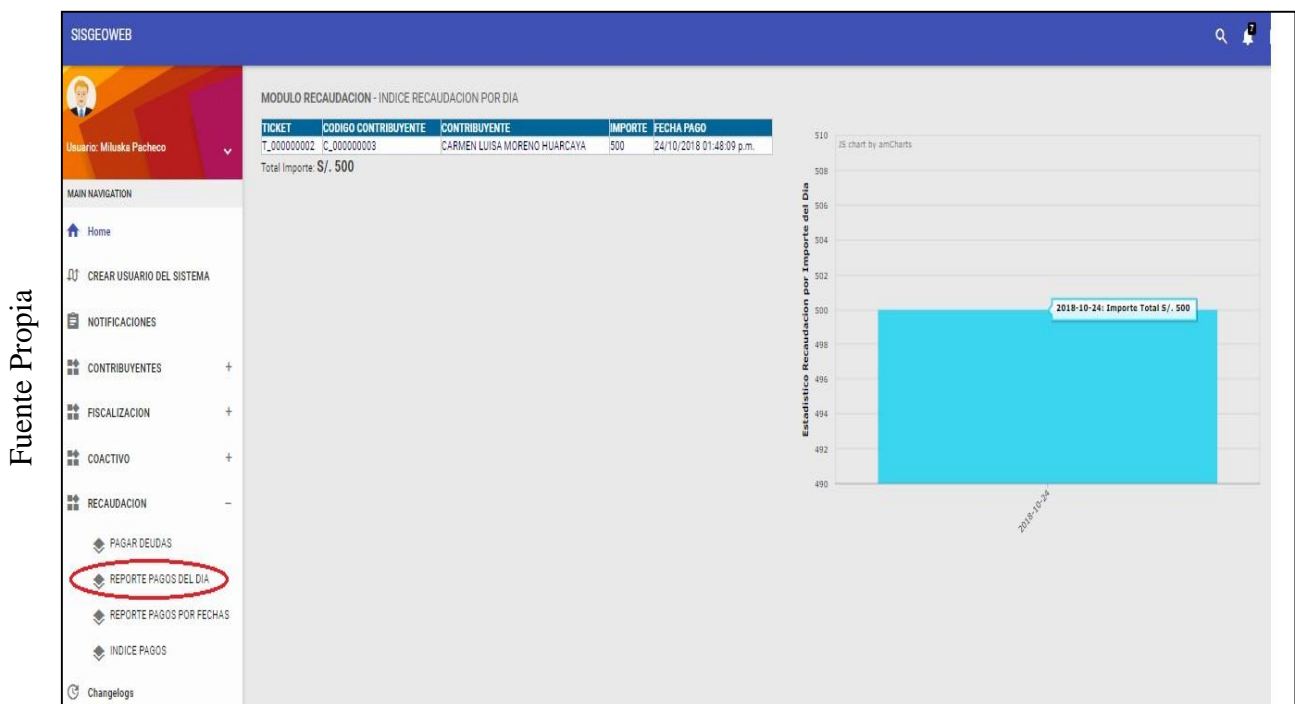 Fuente Propia
SISGEOWEB
7
Usuario: Miluska Pacheco
MAIN NAVIGATION
Home
CREAR USUARIO DEL SISTEMA
NOTIFICACIONES
CONTRIBUYENTES +
FISCALIZACION +
COACTIVO +
RECAUDACION -
PAGAR DEUDAS
REPORTE PAGOS DEL DIA
REPORTE PAGOS POR FECHAS
INDICE PAGOS
Changelogs
MODULO RECAUDACION - INDICE RECAUDACION POR DIA
TICKET CODIGO CONTRIBUYENTE CONTRIBUYENTE IMPORTE FECHA PAGO
T_000000002 C_000000003 CARMEN LUISA MORENO HUARCAYA 500 24/10/2018 01:48:09 p.m.
Total Importe: S/. 500
JS chart by amCharts
Estadistico Recaudacion por Importe del Dia
510
508
506
504
502
500
498
496
494
492
490
2018-10-24: Importe Total S/. 500
2018-10-24